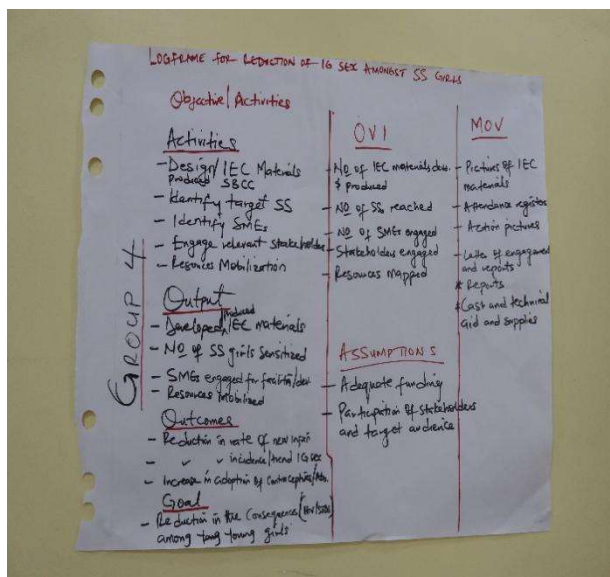 LOGFRAME FOR REDUCTION OF IG SEX AMONGST SS GIRLS
GROUP 4
Objective/Activities
Activities
- Design/IEC Materials
produced SBCC
- Identify target SS
- Identify SMEs
- Engage relevant stakeholders
- Resources Mobilization
Output
- Developed/produced IEC materials
- NO of SS girls Sensitized
- SMEs engaged for
- Resources Mobilized
Outcomes
- Reduction in rate of new
- " " incidence/trend IG sex
- Increase in adoption of Contraceptives/
Goal
- Reduction in the Consequences (HIV/
among young girls
OVI
- NO of IEC materials dev.
& produced
- NO of SS reached
- NO of SMEs engaged
- Stakeholders engaged
- Resources mapped
ASSUMPTIONS
- Adequate funding
- Participation of Stakeholders
and target audience
MOV
- Pictures of IEC
materials
- Attendance register
- Action pictures
- Letter of engagement
and reports
* Reports
* Cash and technical
aid and supplies